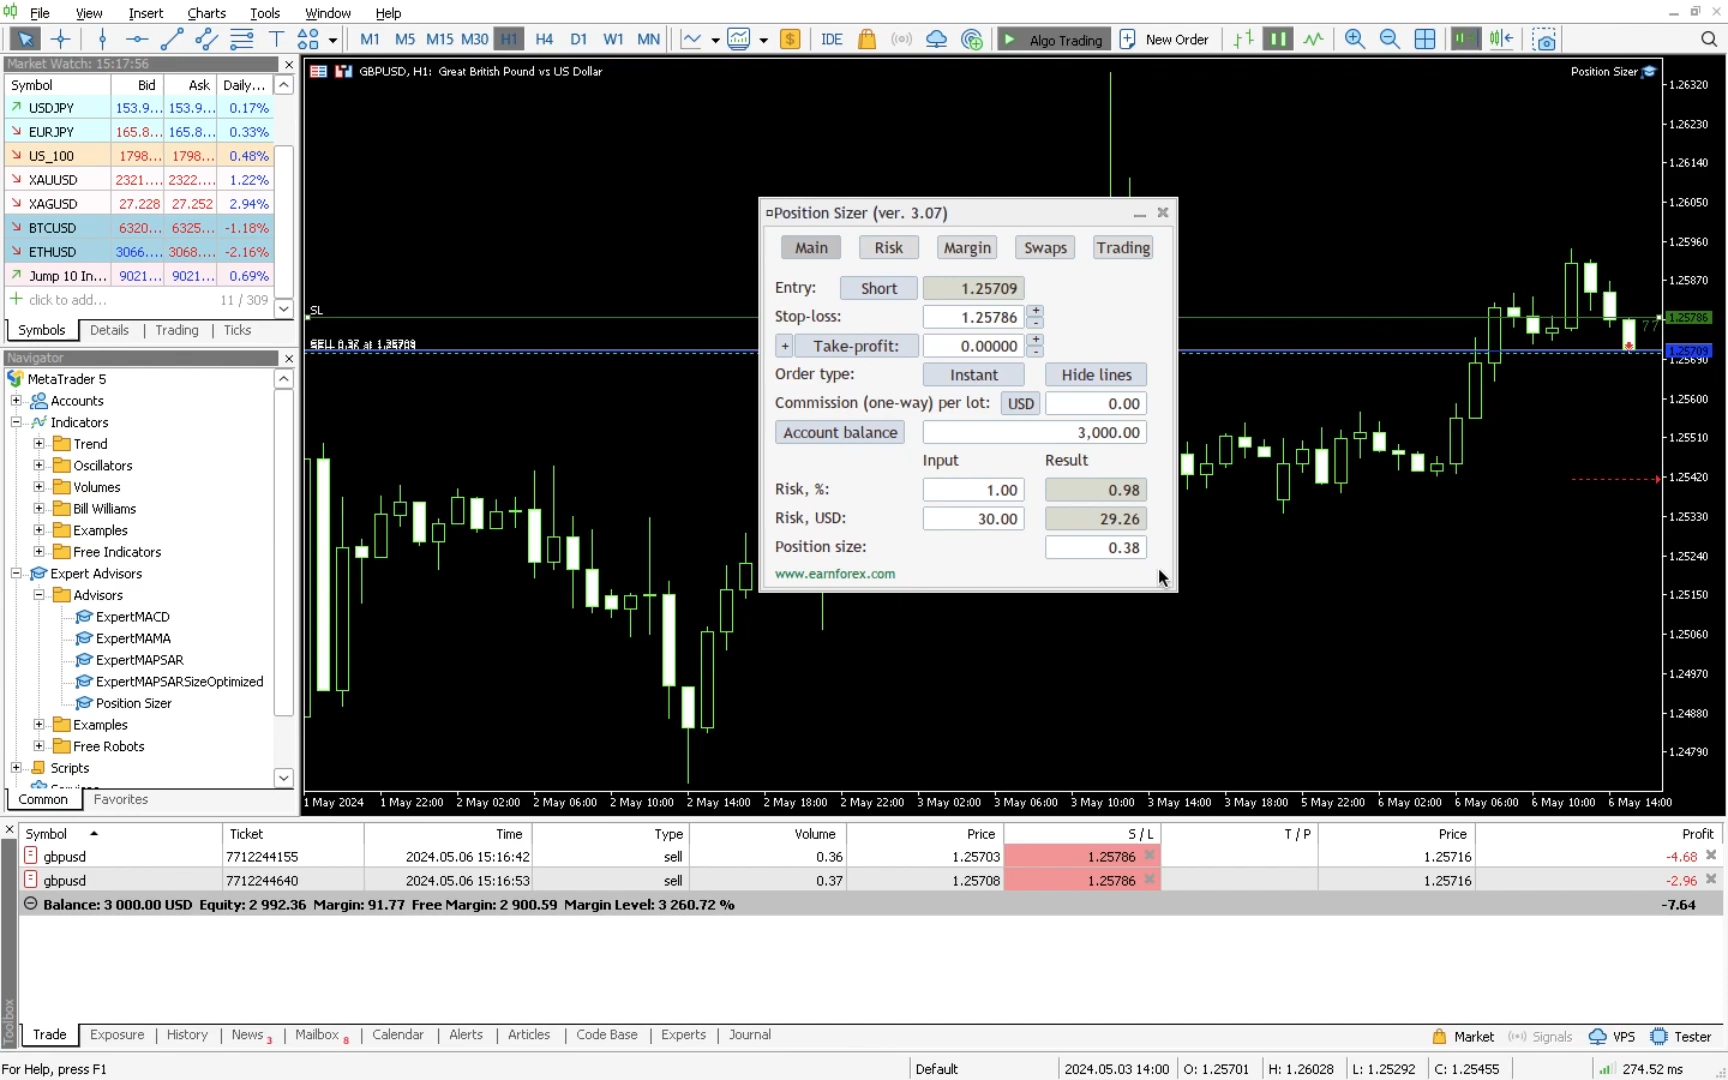 File View Insert Charts Tools Window Help
T M1 M5 M15 M30 H1 H4 D1 W1 MN $ IDE Algo Trading New Order
Market Watch: 15:17:56
Symbol Bid Ask Daily...
USDJPY 153.9... 153.9... 0.17%
EURJPY 165.8... 165.8... 0.33%
US_100 1798... 1798... 0.48%
XAUUSD 2321.... 2322.... 1.22%
XAGUSD 27.228 27.252 2.94%
BTCUSD 6320... 6325... -1.18%
ETHUSD 3066.... 3068.... -2.16%
Jump 10 In... 9021... 9021... 0.69%
+ click to add... 11 / 309
Symbols Details Trading Ticks
Navigator
MetaTrader 5
Accounts
Indicators
Trend
Oscillators
Volumes
Bill Williams
Examples
Free Indicators
Expert Advisors
Advisors
ExpertMACD
ExpertMAMA
ExpertMAPSAR
ExpertMAPSARSizeOptimized
Position Sizer
Examples
Free Robots
Scripts
Common Favorites
GBPUSD, H1: Great British Pound vs US Dollar
Position Sizer
SL
77
1.26320
1.26230
1.26140
1.26050
1.25960
1.25870
1.25786
1.25709
1.25690
1.25600
1.25510
1.25420
1.25330
1.25240
1.25150
1.25060
1.24970
1.24880
1.24790
1 May 2024 1 May 22:00 2 May 02:00 2 May 06:00 2 May 10:00 2 May 14:00 2 May 18:00 2 May 22:00 3 May 02:00 3 May 06:00 3 May 10:00 3 May 14:00 3 May 18:00 5 May 22:00 6 May 02:00 6 May 06:00 6 May 10:00 6 May 14:00
Position Sizer (ver. 3.07)
Main Risk Margin Swaps Trading
Entry: Short 1.25709
Stop-loss: 1.25786 + -
+ Take-profit: 0.00000 + -
Order type: Instant Hide lines
Commission (one-way) per lot: USD 0.00
Account balance 3,000.00
Input Result
Risk, %: 1.00 0.98
Risk, USD: 30.00 29.26
Position size: 0.38
www.earnforex.com
Symbol Ticket Time Type Volume Price S / L T / P Price Profit
gbpusd 7712244155 2024.05.06 15:16:42 sell 0.36 1.25703 1.25786 1.25716 -4.68
gbpusd 7712244640 2024.05.06 15:16:53 sell 0.37 1.25708 1.25786 1.25716 -2.96
Balance: 3 000.00 USD Equity: 2 992.36 Margin: 91.77 Free Margin: 2 900.59 Margin Level: 3 260.72 % -7.64
Toolbox
Trade Exposure History News 3 Mailbox 8 Calendar Alerts Articles Code Base Experts Journal Market Signals VPS Tester
For Help, press F1 Default 2024.05.03 14:00 O: 1.25701 H: 1.26028 L: 1.25292 C: 1.25455 274.52 ms